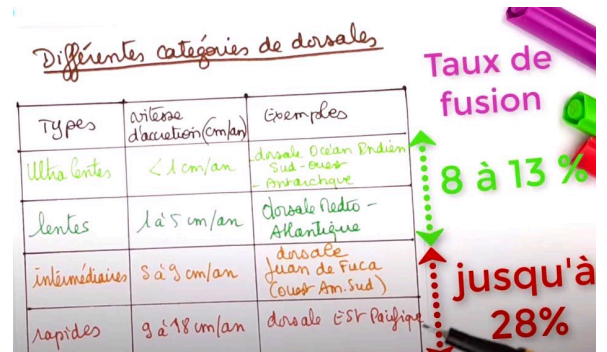 Différentes catégories de dorsales
Taux de
fusion
Types
vitesse
d'accretion (cm/an)
Exemples
Ultra lentes
< 1 cm/an
- dorsale Océan Indien
Sud-ouest
- Antarctique
8 à 13 %
lentes
1 à 5 cm/an
dorsale Medio -
Atlantique
intérmédiaires
5 à 9 cm/an
dorsale
Juan de Fuca
(ouest Am. Sud)
jusqu'à
28%
rapides
9 à 18 cm/an
dorsale EST Pacifique